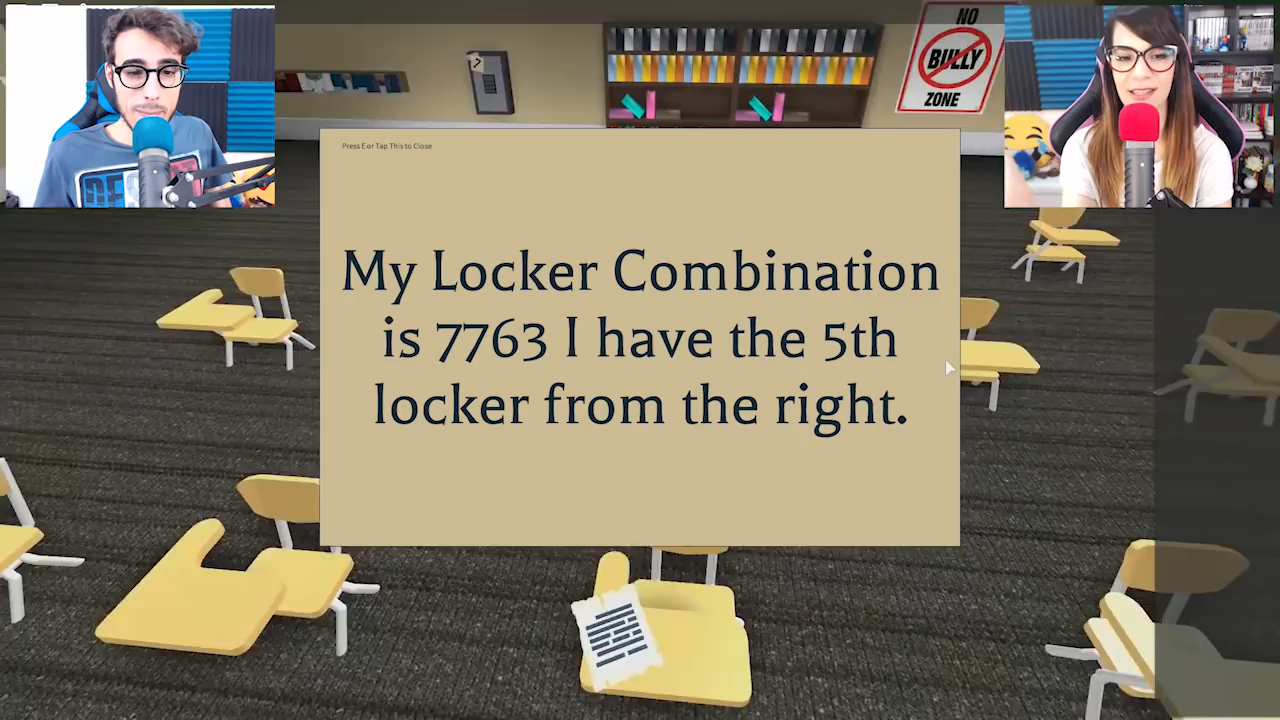 NO
BULLY
ZONE
Press E or Tap This to Close
My Locker Combination
is 7763 I have the 5th
locker from the right.